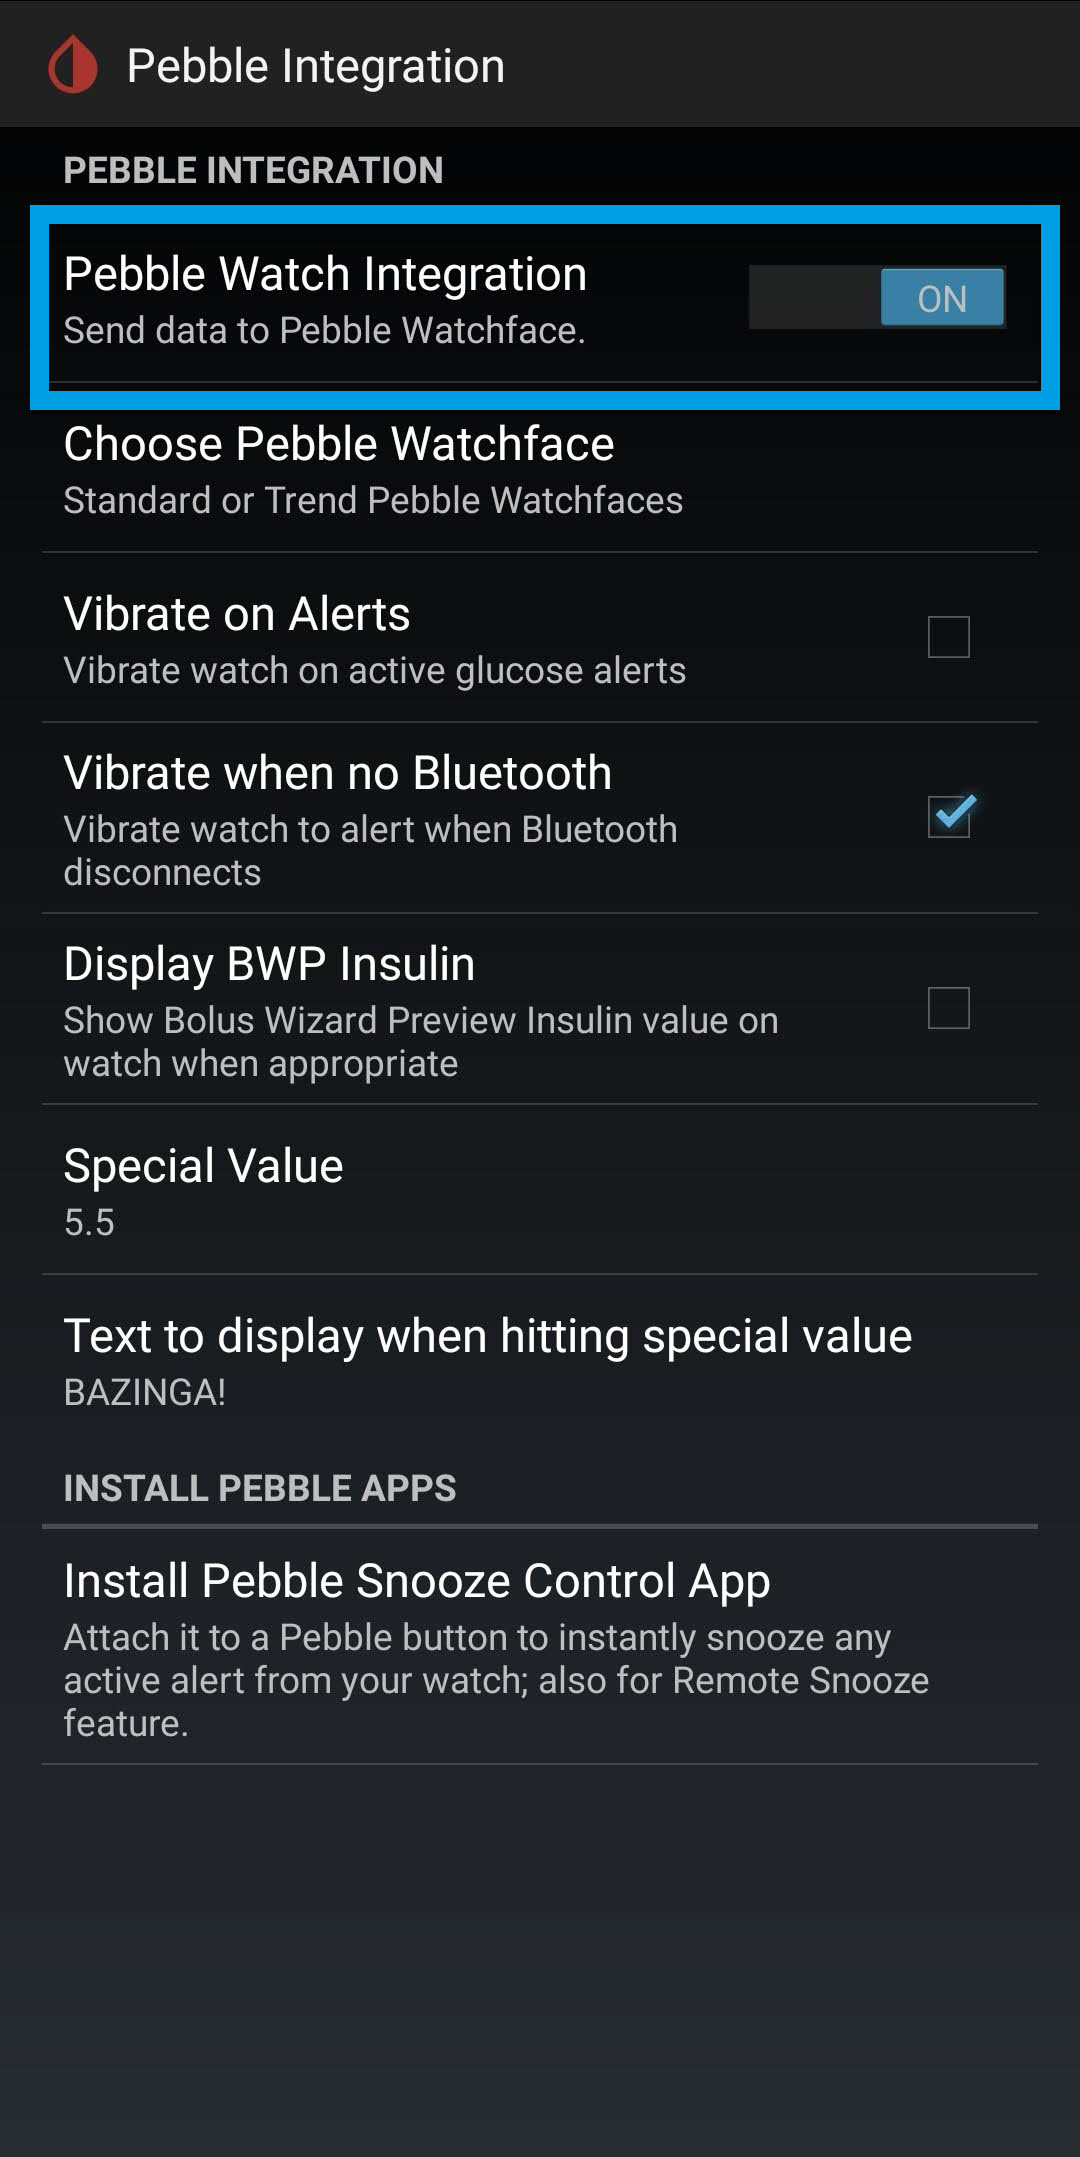 Pebble Integration
PEBBLE INTEGRATION
Pebble Watch Integration
Send data to Pebble Watchface.
ON
Choose Pebble Watchface
Standard or Trend Pebble Watchfaces
Vibrate on Alerts
Vibrate watch on active glucose alerts
Vibrate when no Bluetooth
Vibrate watch to alert when Bluetooth
disconnects
Display BWP Insulin
Show Bolus Wizard Preview Insulin value on
watch when appropriate
Special Value
5.5
Text to display when hitting special value
BAZINGA!
INSTALL PEBBLE APPS
Install Pebble Snooze Control App
Attach it to a Pebble button to instantly snooze any
active alert from your watch; also for Remote Snooze
feature.